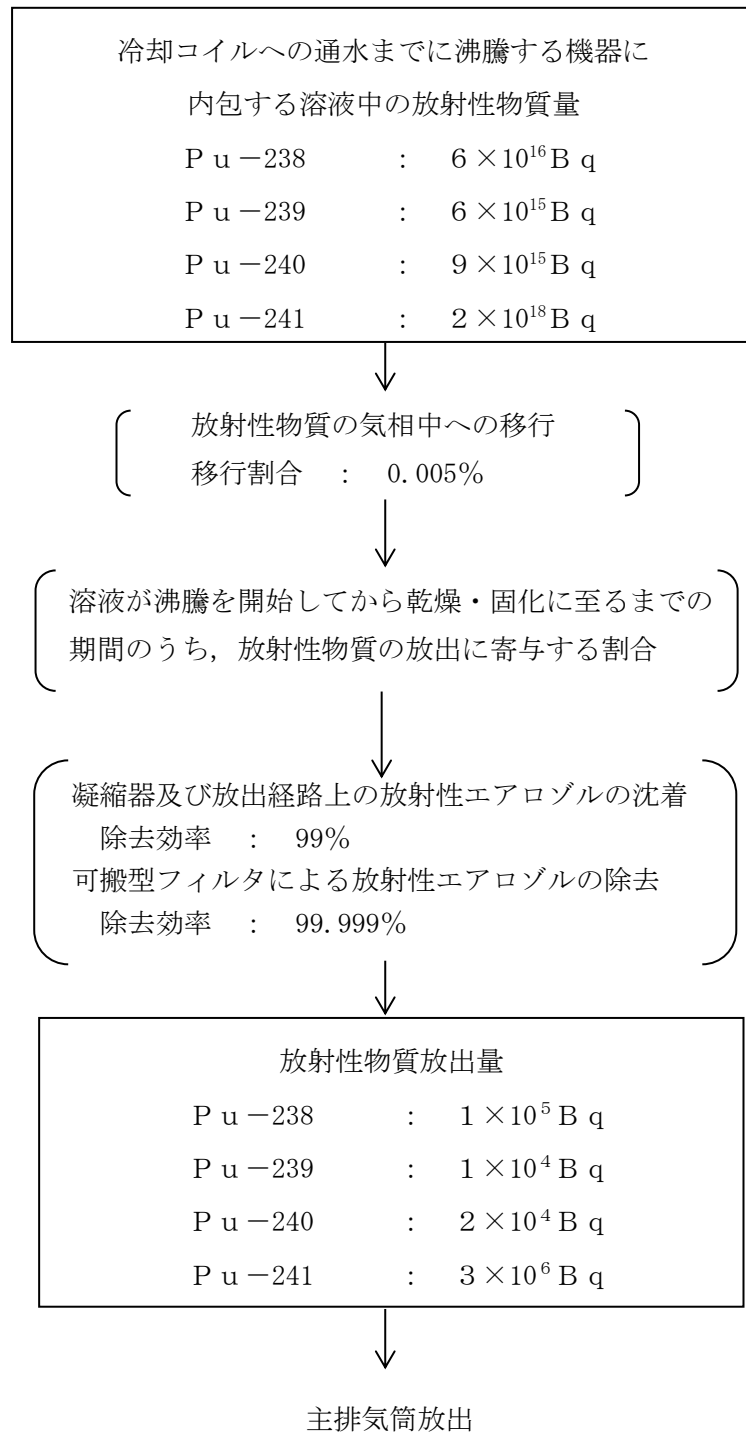 冷却コイルへの通水までに沸騰する機器に
内包する溶液中の放射性物質量
Ｐｕ－238 ： ６×10¹⁶Ｂｑ
Ｐｕ－239 ： ６×10¹⁵Ｂｑ
Ｐｕ－240 ： ９×10¹⁵Ｂｑ
Ｐｕ－241 ： ２×10¹⁸Ｂｑ
放射性物質の気相中への移行
移行割合 ： 0.005％
溶液が沸騰を開始してから乾燥・固化に至るまでの
期間のうち，放射性物質の放出に寄与する割合
凝縮器及び放出経路上の放射性エアロゾルの沈着
除去効率 ： 99％
可搬型フィルタによる放射性エアロゾルの除去
除去効率 ： 99.999％
放射性物質放出量
Ｐｕ－238 ： １×10⁵Ｂｑ
Ｐｕ－239 ： １×10⁴Ｂｑ
Ｐｕ－240 ： ２×10⁴Ｂｑ
Ｐｕ－241 ： ３×10⁶Ｂｑ
主排気筒放出